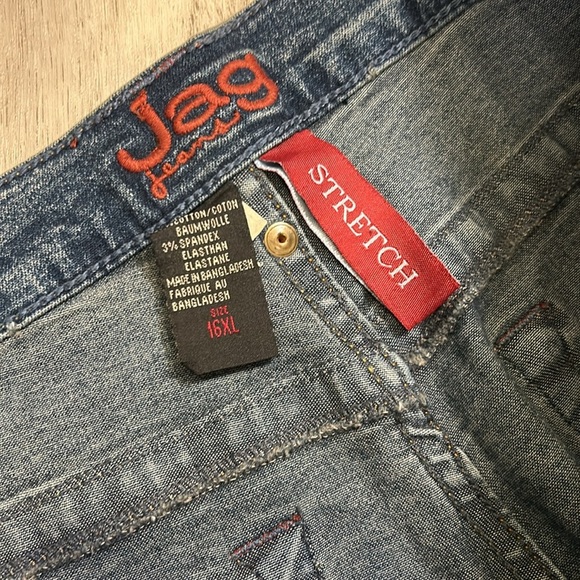 Jag
jeans
STRETCH
COTTON/COTON
BAUMWOLLE
3% SPANDEX
ELASTHAN
ELASTANE
MADE IN BANGLADESH
FABRIQUE AU
BANGLADESH
SIZE
16XL